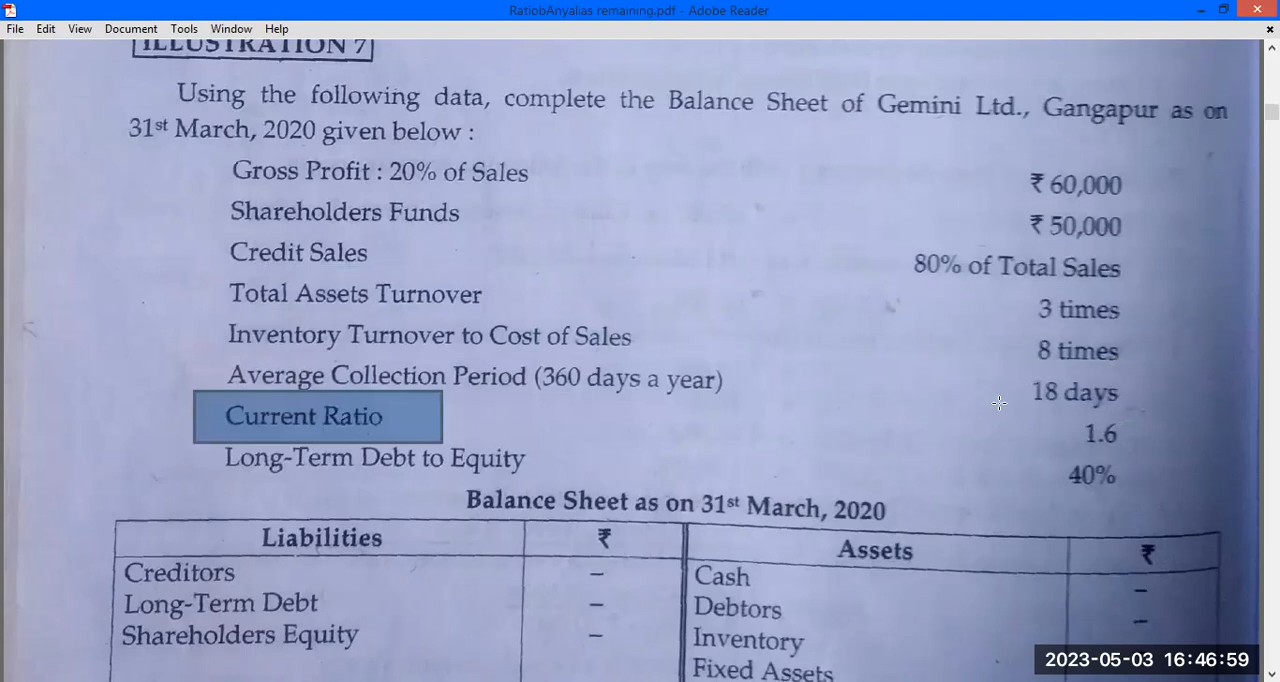 RatiobAnyalias remaining.pdf - Adobe Reader
File Edit View Document Tools Window Help
ILLUSTRATION 7
Using the following data, complete the Balance Sheet of Gemini Ltd., Gangapur as on
31st March, 2020 given below :
Gross Profit : 20% of Sales ₹ 60,000
Shareholders Funds ₹ 50,000
Credit Sales 80% of Total Sales
Total Assets Turnover 3 times
Inventory Turnover to Cost of Sales 8 times
Average Collection Period (360 days a year) 18 days
Current Ratio 1.6
Long-Term Debt to Equity 40%
Balance Sheet as on 31st March, 2020
Liabilities ₹ Assets ₹
Creditors – Cash –
Long-Term Debt – Debtors –
Shareholders Equity – Inventory
Fixed Assets
2023-05-03 16:46:59